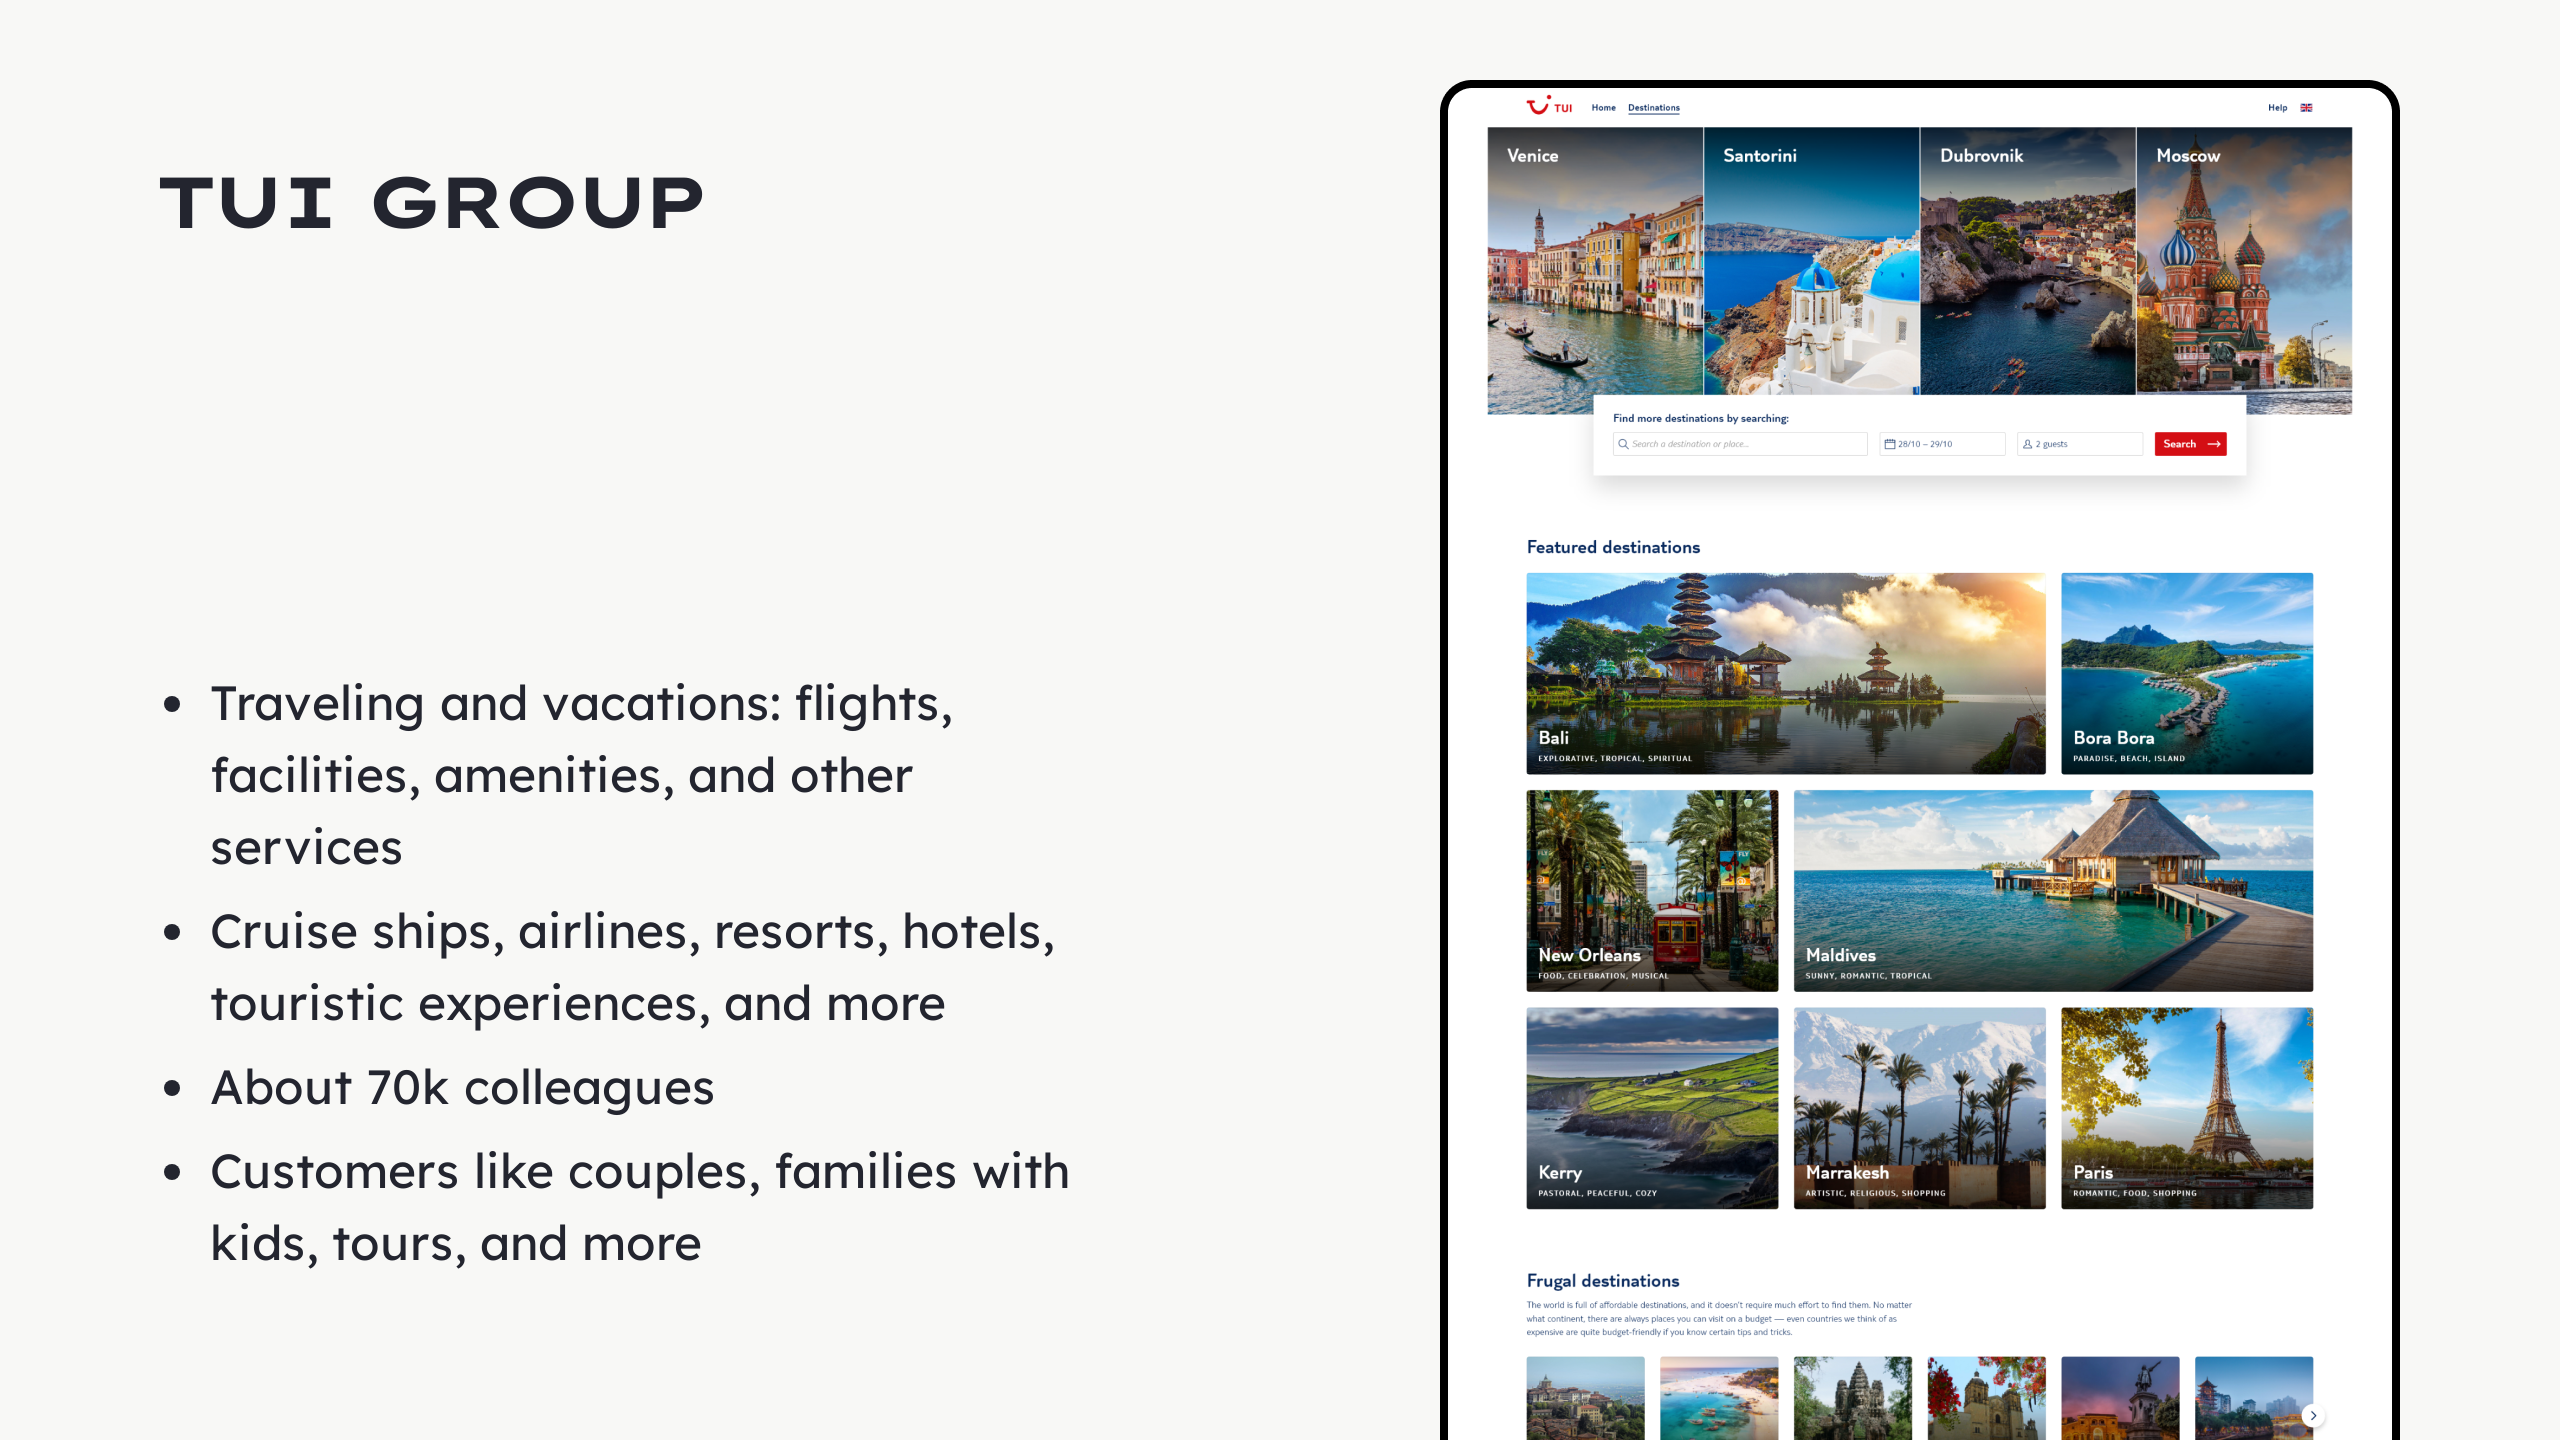 TUI GROUP
• Traveling and vacations: flights,
facilities, amenities, and other
services
• Cruise ships, airlines, resorts, hotels,
touristic experiences, and more
• About 70k colleagues
• Customers like couples, families with
kids, tours, and more
TUI Home Destinations Help
Venice Santorini Dubrovnik Moscow
Find more destinations by searching:
Search a destination or place... 28/10 – 29/10 2 guests Search →
Featured destinations
Bali
EXPLORATIVE, TROPICAL, SPIRITUAL
Bora Bora
PARADISE, BEACH, ISLAND
New Orleans
FOOD, CELEBRATION, MUSICAL
Maldives
SUNNY, ROMANTIC, TROPICAL
Kerry
PASTORAL, PEACEFUL, COZY
Marrakesh
ARTISTIC, RELIGIOUS, SHOPPING
Paris
ROMANTIC, FOOD, SHOPPING
Frugal destinations
The world is full of affordable destinations, and it doesn't require much effort to find them. No matter
what continent, there are always places you can visit on a budget — even countries we think of as
expensive are quite budget-friendly if you know certain tips and tricks.